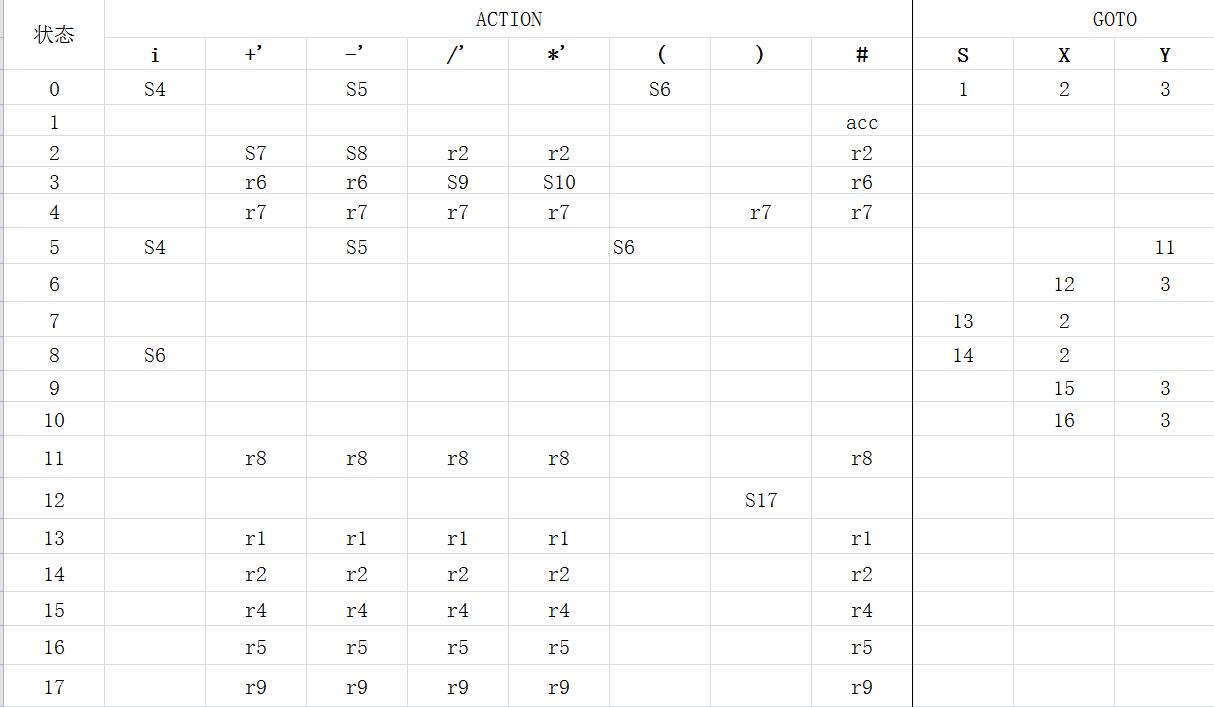 ACTION GOTO
状态
i +’ -’ /’ *’ ( ) # S X Y
0 S4 S5 S6 1 2 3
1 acc
2 S7 S8 r2 r2 r2
3 r6 r6 S9 S10 r6
4 r7 r7 r7 r7 r7 r7
5 S4 S5 S6 11
6 12 3
7 13 2
8 S6 14 2
9 15 3
10 16 3
11 r8 r8 r8 r8 r8
12 S17
13 r1 r1 r1 r1 r1
14 r2 r2 r2 r2 r2
15 r4 r4 r4 r4 r4
16 r5 r5 r5 r5 r5
17 r9 r9 r9 r9 r9